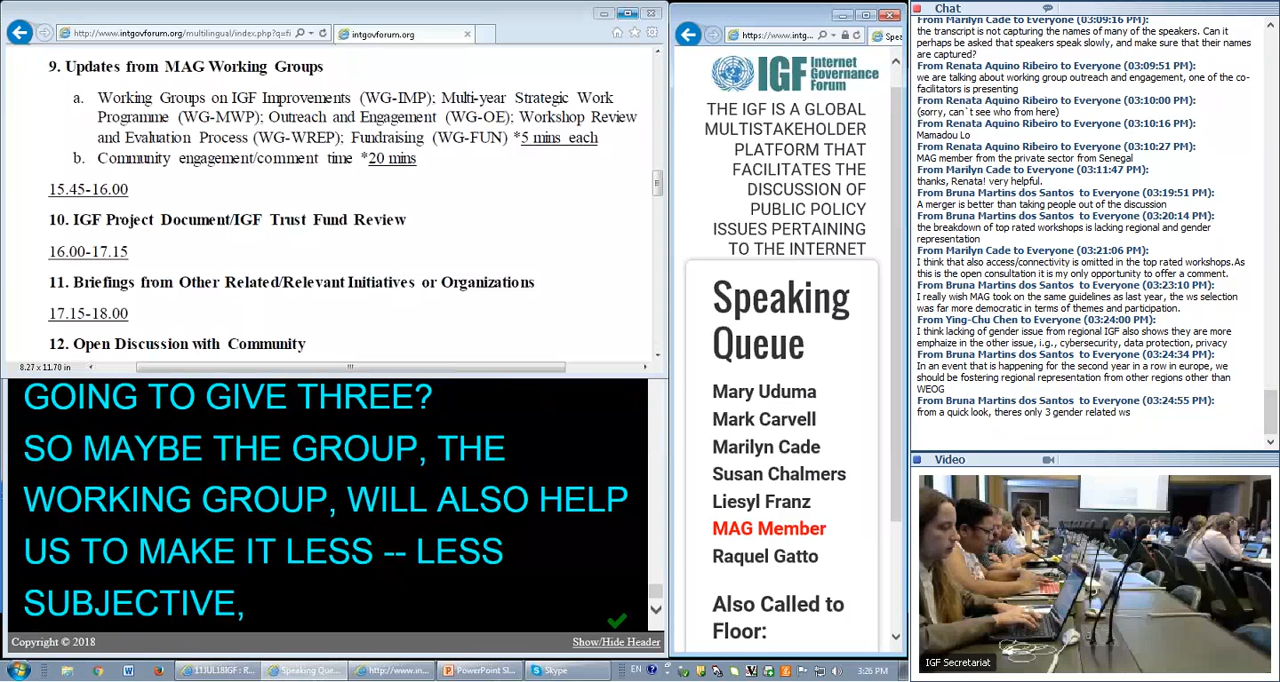 http://www.intgovforum.org/multilingual/index.php?q=fi
intgovforum.org
9. Updates from MAG Working Groups
a. Working Groups on IGF Improvements (WG-IMP); Multi-year Strategic Work
Programme (WG-MWP); Outreach and Engagement (WG-OE); Workshop Review
and Evaluation Process (WG-WREP); Fundraising (WG-FUN) *5 mins each
b. Community engagement/comment time *20 mins
15.45-16.00
10. IGF Project Document/IGF Trust Fund Review
16.00-17.15
11. Briefings from Other Related/Relevant Initiatives or Organizations
17.15-18.00
12. Open Discussion with Community
8.27 x 11.70 in
GOING TO GIVE THREE?
SO MAYBE THE GROUP, THE
WORKING GROUP, WILL ALSO HELP
US TO MAKE IT LESS -- LESS
SUBJECTIVE,
Copyright © 2018
Show/Hide Header
https://www.intg...
Spe
IGF Internet
Governance
Forum
THE IGF IS A GLOBAL
MULTISTAKEHOLDER
PLATFORM THAT
FACILITATES THE
DISCUSSION OF
PUBLIC POLICY
ISSUES PERTAINING
TO THE INTERNET
Speaking
Queue
Mary Uduma
Mark Carvell
Marilyn Cade
Susan Chalmers
Liesyl Franz
MAG Member
Raquel Gatto
Also Called to
Floor:
Chat
From Marilyn Cade to Everyone (03:09:16 PM):
the transcript is not capturing the names of many of the speakers. Can it
perhaps be asked that speakers speak slowly, and make sure that their names
are captured?
From Renata Aquino Ribeiro to Everyone (03:09:51 PM):
we are talking about working group outreach and engagement, one of the co-
facilitators is presenting
From Renata Aquino Ribeiro to Everyone (03:10:00 PM):
(sorry, can`t see who from here)
From Renata Aquino Ribeiro to Everyone (03:10:16 PM):
Mamadou Lo
From Renata Aquino Ribeiro to Everyone (03:10:27 PM):
MAG member from the private sector from Senegal
From Marilyn Cade to Everyone (03:11:47 PM):
thanks, Renata! very helpful.
From Bruna Martins dos Santos to Everyone (03:19:51 PM):
A merger is better than taking people out of the discussion
From Bruna Martins dos Santos to Everyone (03:20:14 PM):
the breakdown of top rated workshops is lacking regional and gender
representation
From Marilyn Cade to Everyone (03:21:06 PM):
I think that also access/connectivity is omitted in the top rated workshops.As
this is the open consultation it is my only opportunity to offer a comment.
From Bruna Martins dos Santos to Everyone (03:23:10 PM):
I really wish MAG took on the same guidelines as last year, the ws selection
was far more democratic in terms of themes and participation.
From Ying-Chu Chen to Everyone (03:24:00 PM):
I think lacking of gender issue from regional IGF also shows they are more
emphaize in the other issue, i.g., cybersecurity, data protection, privacy
From Bruna Martins dos Santos to Everyone (03:24:34 PM):
In an event that is happening for the second year in a row in europe, we
should be fostering regional representation from other regions other than
WEOG
From Bruna Martins dos Santos to Everyone (03:24:55 PM):
from a quick look, theres only 3 gender related ws
Video
IGF Secretariat
11JUL18IGF : R...
Speaking Que...
http://www.in...
PowerPoint Sl...
Skype
EN
3:26 PM